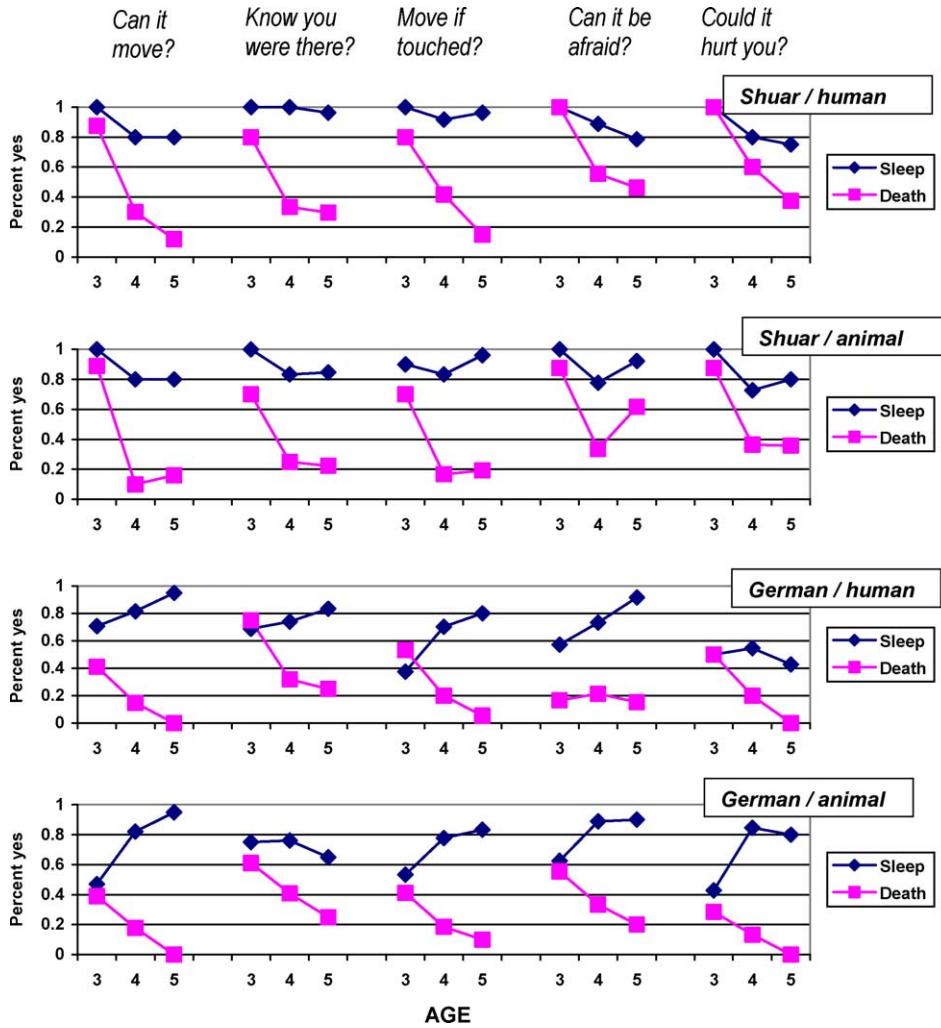 Can it move?
Know you were there?
Move if touched?
Can it be afraid?
Could it hurt you?
Shuar / human
Percent yes
1
0.8
0.6
0.4
0.2
0
3 4 5 3 4 5 3 4 5 3 4 5 3 4 5
Sleep
Death
Shuar / animal
Percent yes
1
0.8
0.6
0.4
0.2
0
3 4 5 3 4 5 3 4 5 3 4 5 3 4 5
Sleep
Death
German / human
Percent yes
1
0.8
0.6
0.4
0.2
0
3 4 5 3 4 5 3 4 5 3 4 5 3 4 5
Sleep
Death
German / animal
Percent yes
1
0.8
0.6
0.4
0.2
0
3 4 5 3 4 5 3 4 5 3 4 5 3 4 5
Sleep
Death
AGE